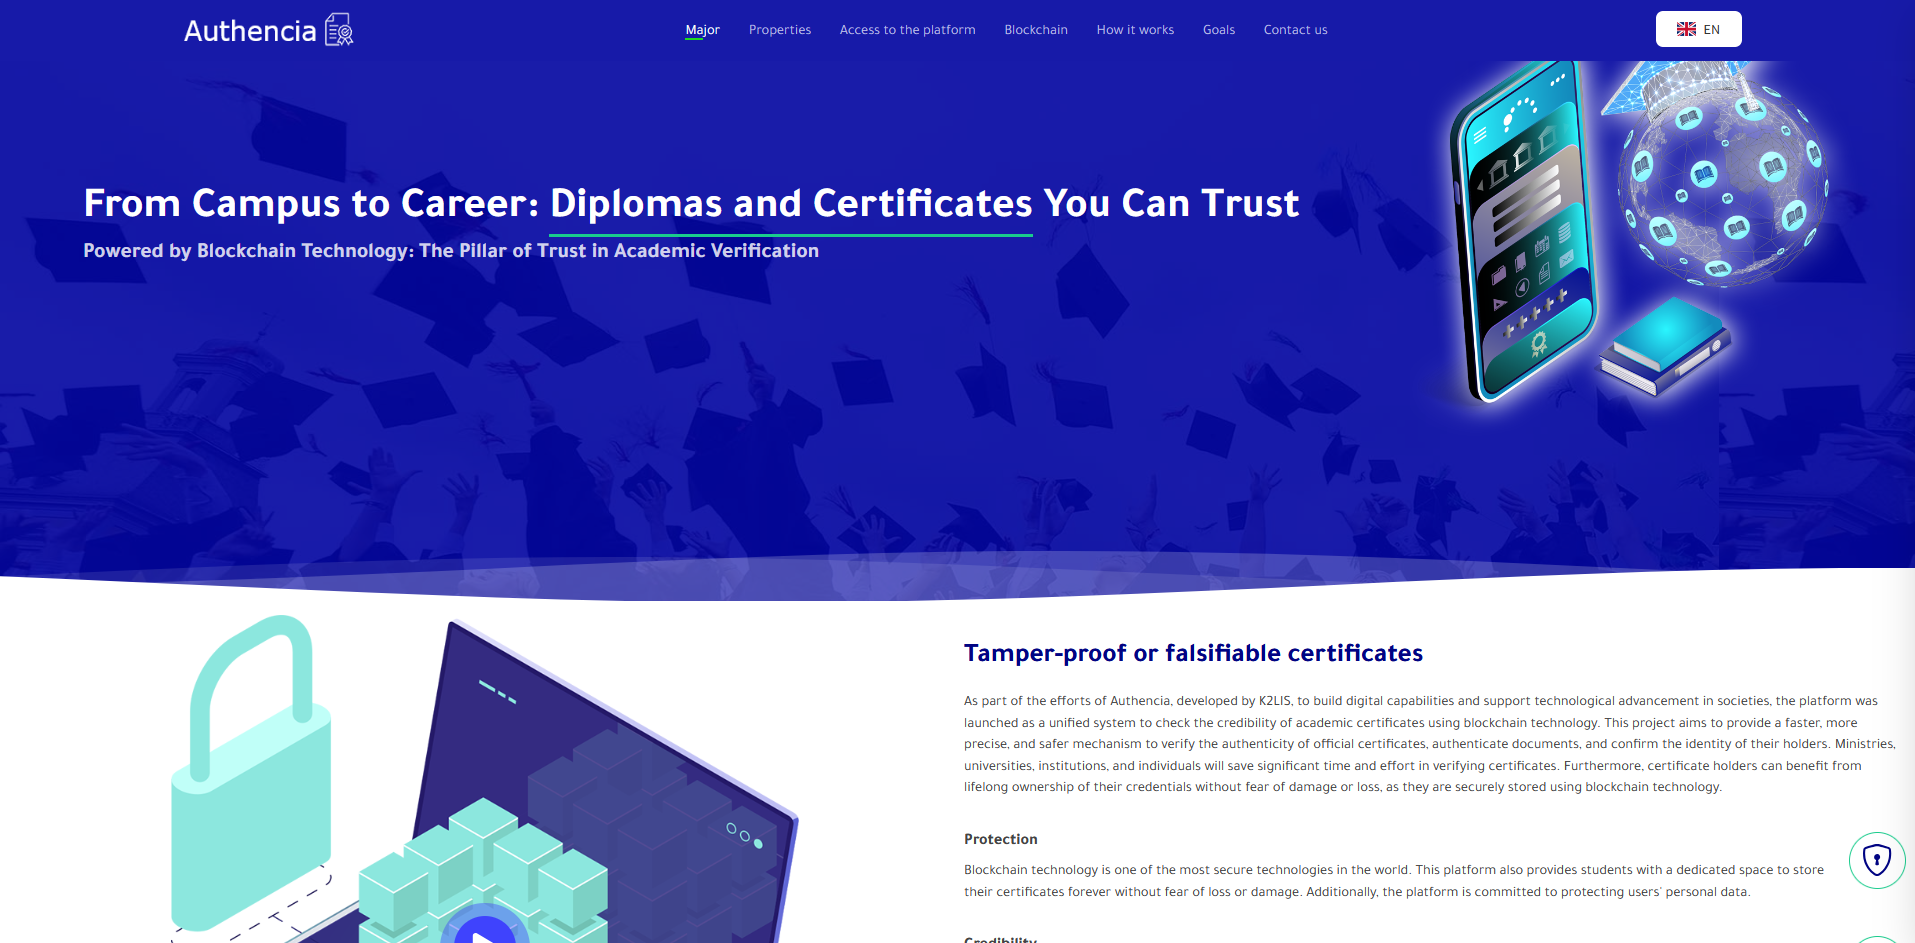 Authencia
Major
Properties
Access to the platform
Blockchain
How it works
Goals
Contact us
EN
From Campus to Career: Diplomas and Certificates You Can Trust
Powered by Blockchain Technology: The Pillar of Trust in Academic Verification
Tamper-proof or falsifiable certificates
As part of the efforts of Authencia, developed by K2LIS, to build digital capabilities and support technological advancement in societies, the platform was
launched as a unified system to check the credibility of academic certificates using blockchain technology. This project aims to provide a faster, more
precise, and safer mechanism to verify the authenticity of official certificates, authenticate documents, and confirm the identity of their holders. Ministries,
universities, institutions, and individuals will save significant time and effort in verifying certificates. Furthermore, certificate holders can benefit from
lifelong ownership of their credentials without fear of damage or loss, as they are securely stored using blockchain technology.
Protection
Blockchain technology is one of the most secure technologies in the world. This platform also provides students with a dedicated space to store
their certificates forever without fear of loss or damage. Additionally, the platform is committed to protecting users' personal data.
Credibility